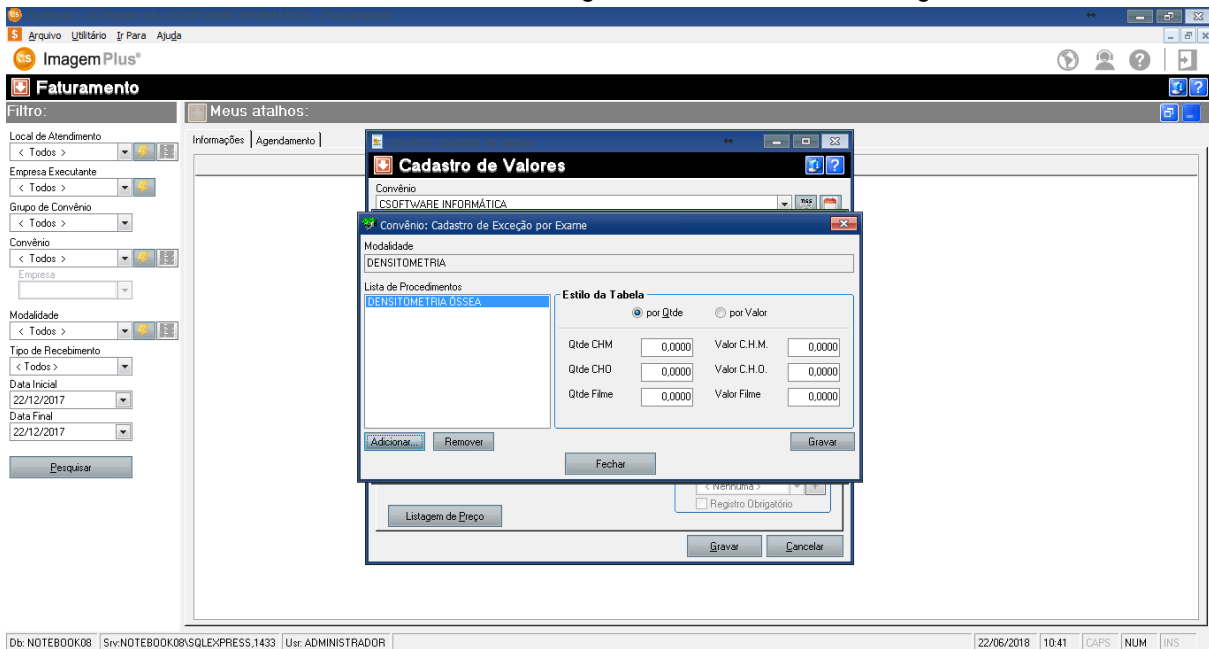 Arquivo Utilitário Ir Para Ajuda
CS ImagemPlus®
Faturamento
Filtro:
Meus atalhos:
Local de Atendimento
< Todos >
Empresa Executante
< Todos >
Grupo de Convênio
< Todos >
Convênio
< Todos >
Empresa
Modalidade
< Todos >
Tipo de Recebimento
< Todos >
Data Inicial
22/12/2017
Data Final
22/12/2017
Pesquisar
Informações Agendamento
Cadastro de Valores
Convênio
CSOFTWARE INFORMÁTICA
Convênio: Cadastro de Exceção por Exame
Modalidade
DENSITOMETRIA
Lista de Procedimentos
DENSITOMETRIA ÓSSEA
Estilo da Tabela
por Qtde por Valor
Qtde CHM 0,0000 Valor C.H.M. 0,0000
Qtde CHO 0,0000 Valor C.H.O. 0,0000
Qtde Filme 0,0000 Valor Filme 0,0000
Adicionar... Remover Gravar
Fechar
< Nenhuma >
Registro Obrigatório
Listagem de Preço
Gravar Cancelar
Db: NOTEBOOK08 Srv:NOTEBOOK08\SQLEXPRESS,1433 Usr: ADMINISTRADOR 22/06/2018 10:41 CAPS NUM INS